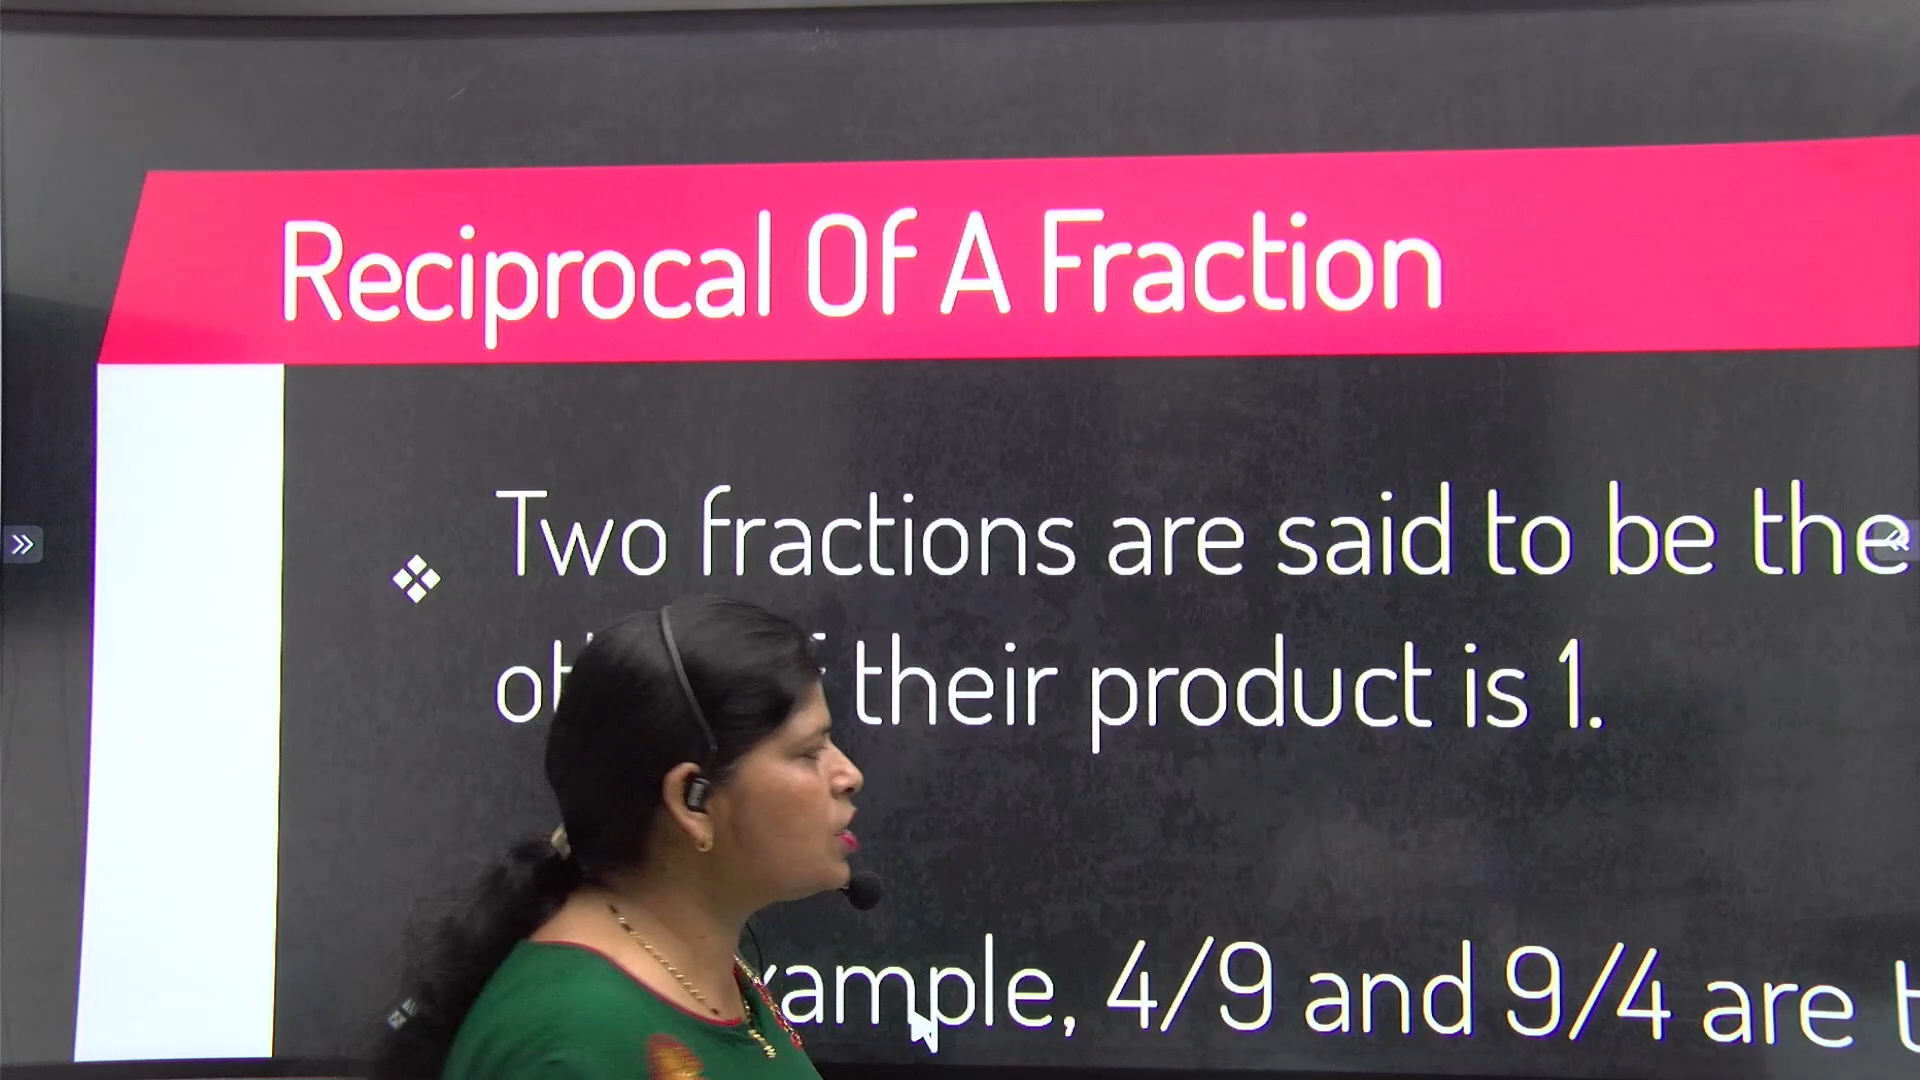 Reciprocal Of A Fraction
Two fractions are said to be the
their product is 1.
4/9 and 9/4 are